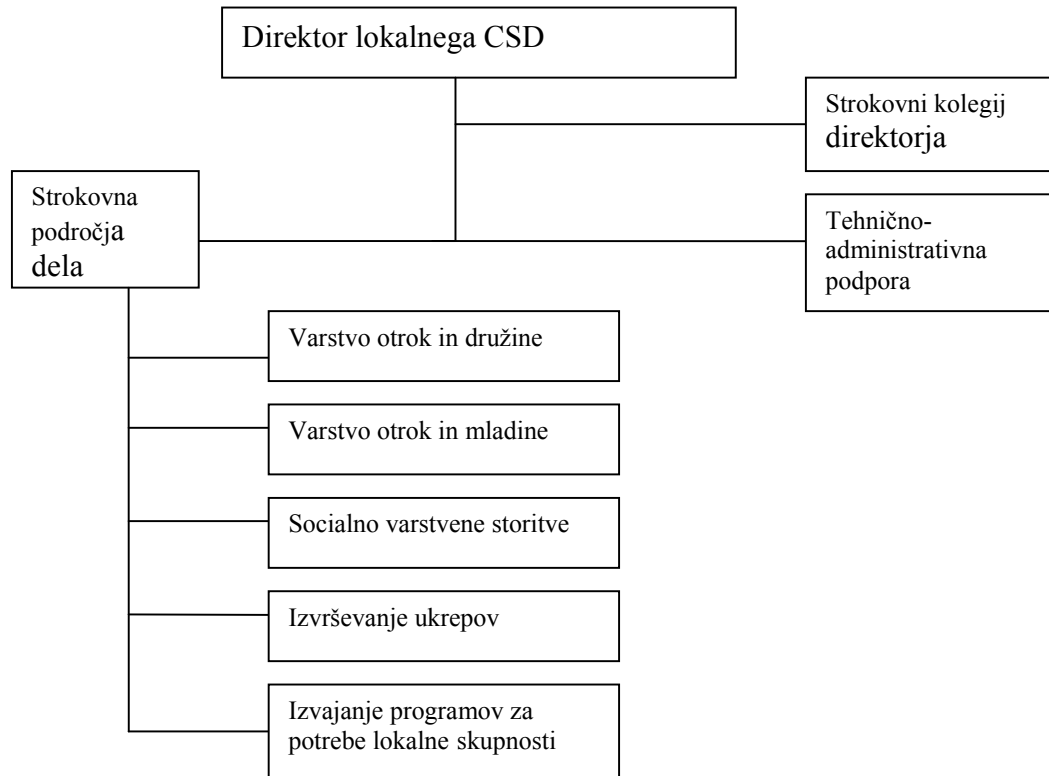 Direktor lokalnega CSD
Strokovni kolegij
direktorja
Strokovna
področja
dela
Tehnično-
administrativna
podpora
Varstvo otrok in družine
Varstvo otrok in mladine
Socialno varstvene storitve
Izvrševanje ukrepov
Izvajanje programov za
potrebe lokalne skupnosti